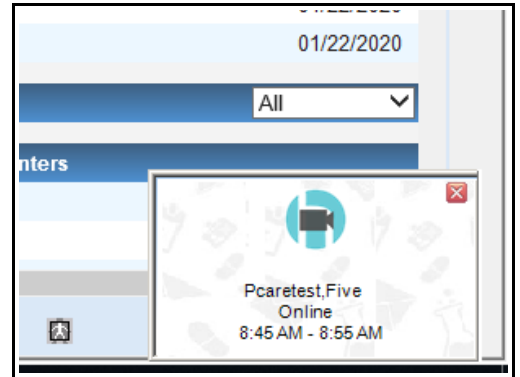 01/22/2020
All
nters
Pcaretest,Five
Online
8:45 AM - 8:55 AM